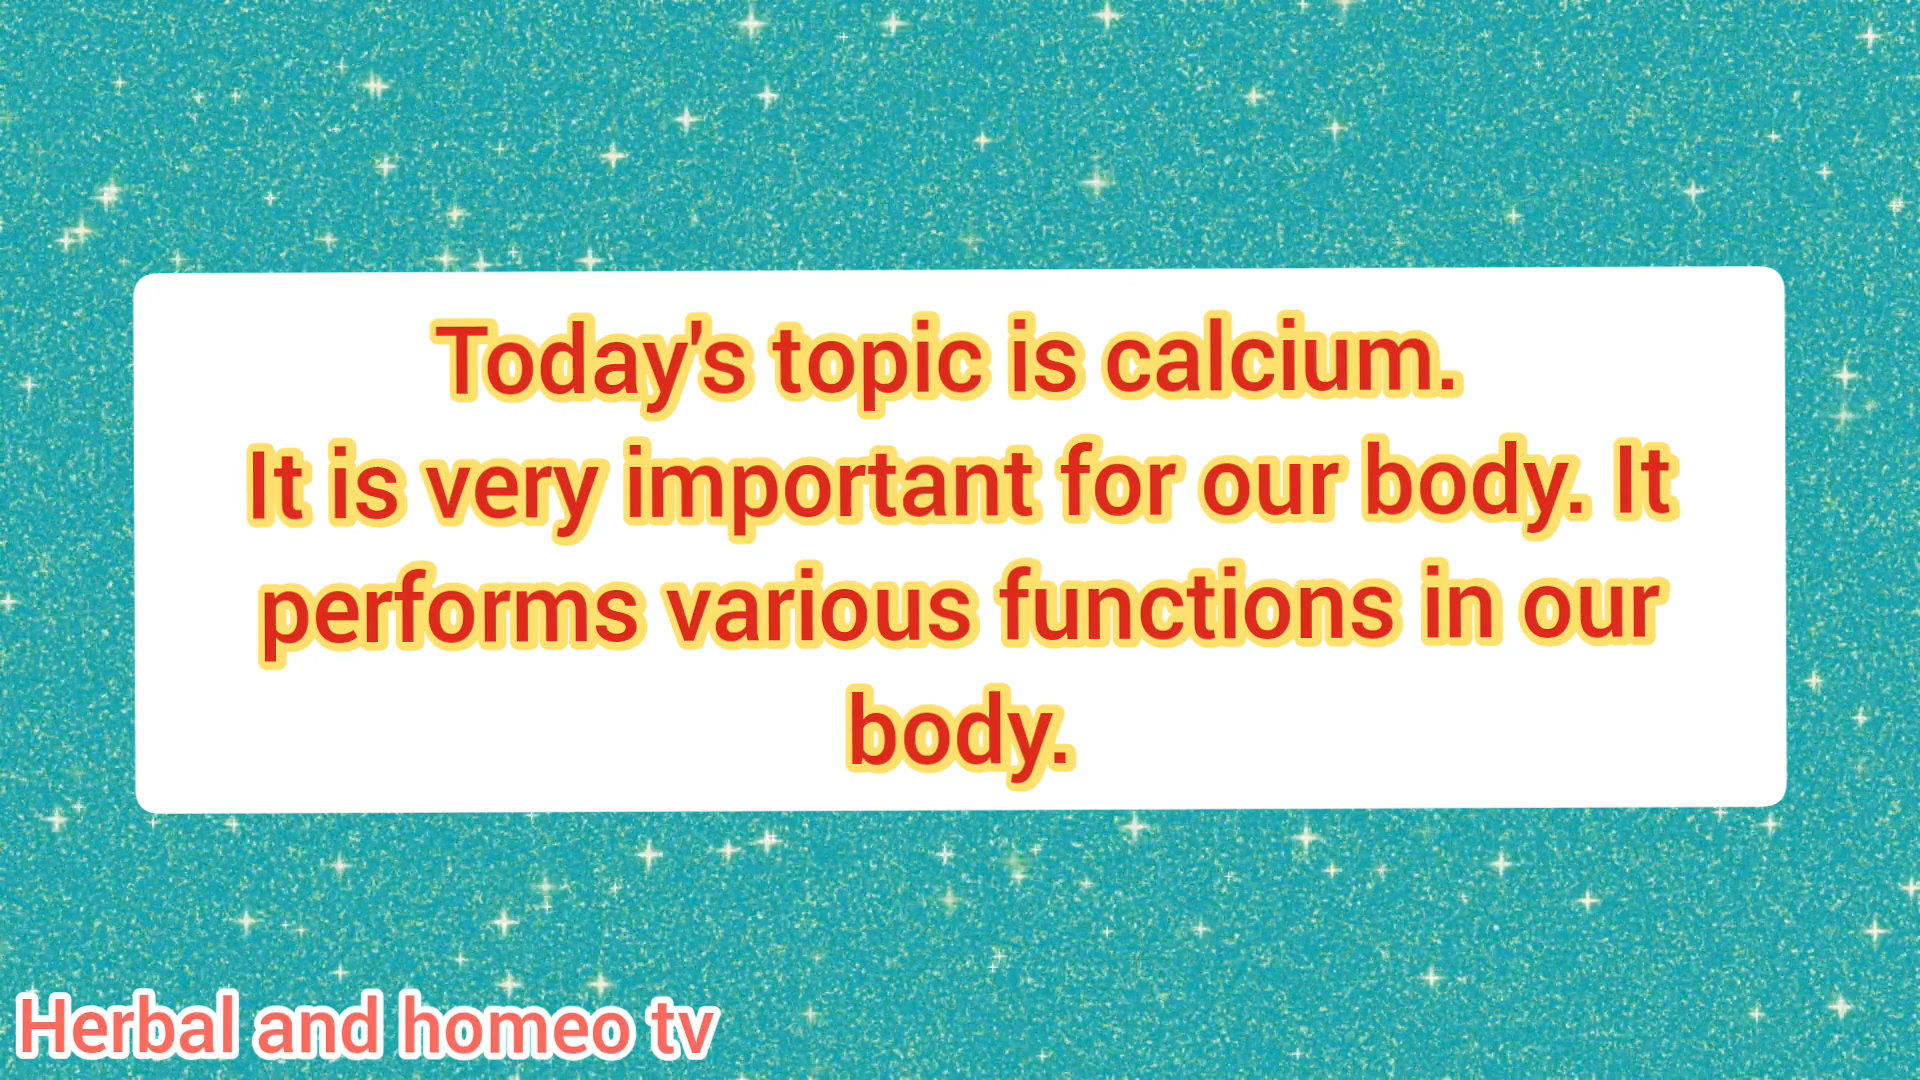 Today's topic is calcium.
It is very important for our body. It
performs various functions in our
body.
Herbal and homeo tv